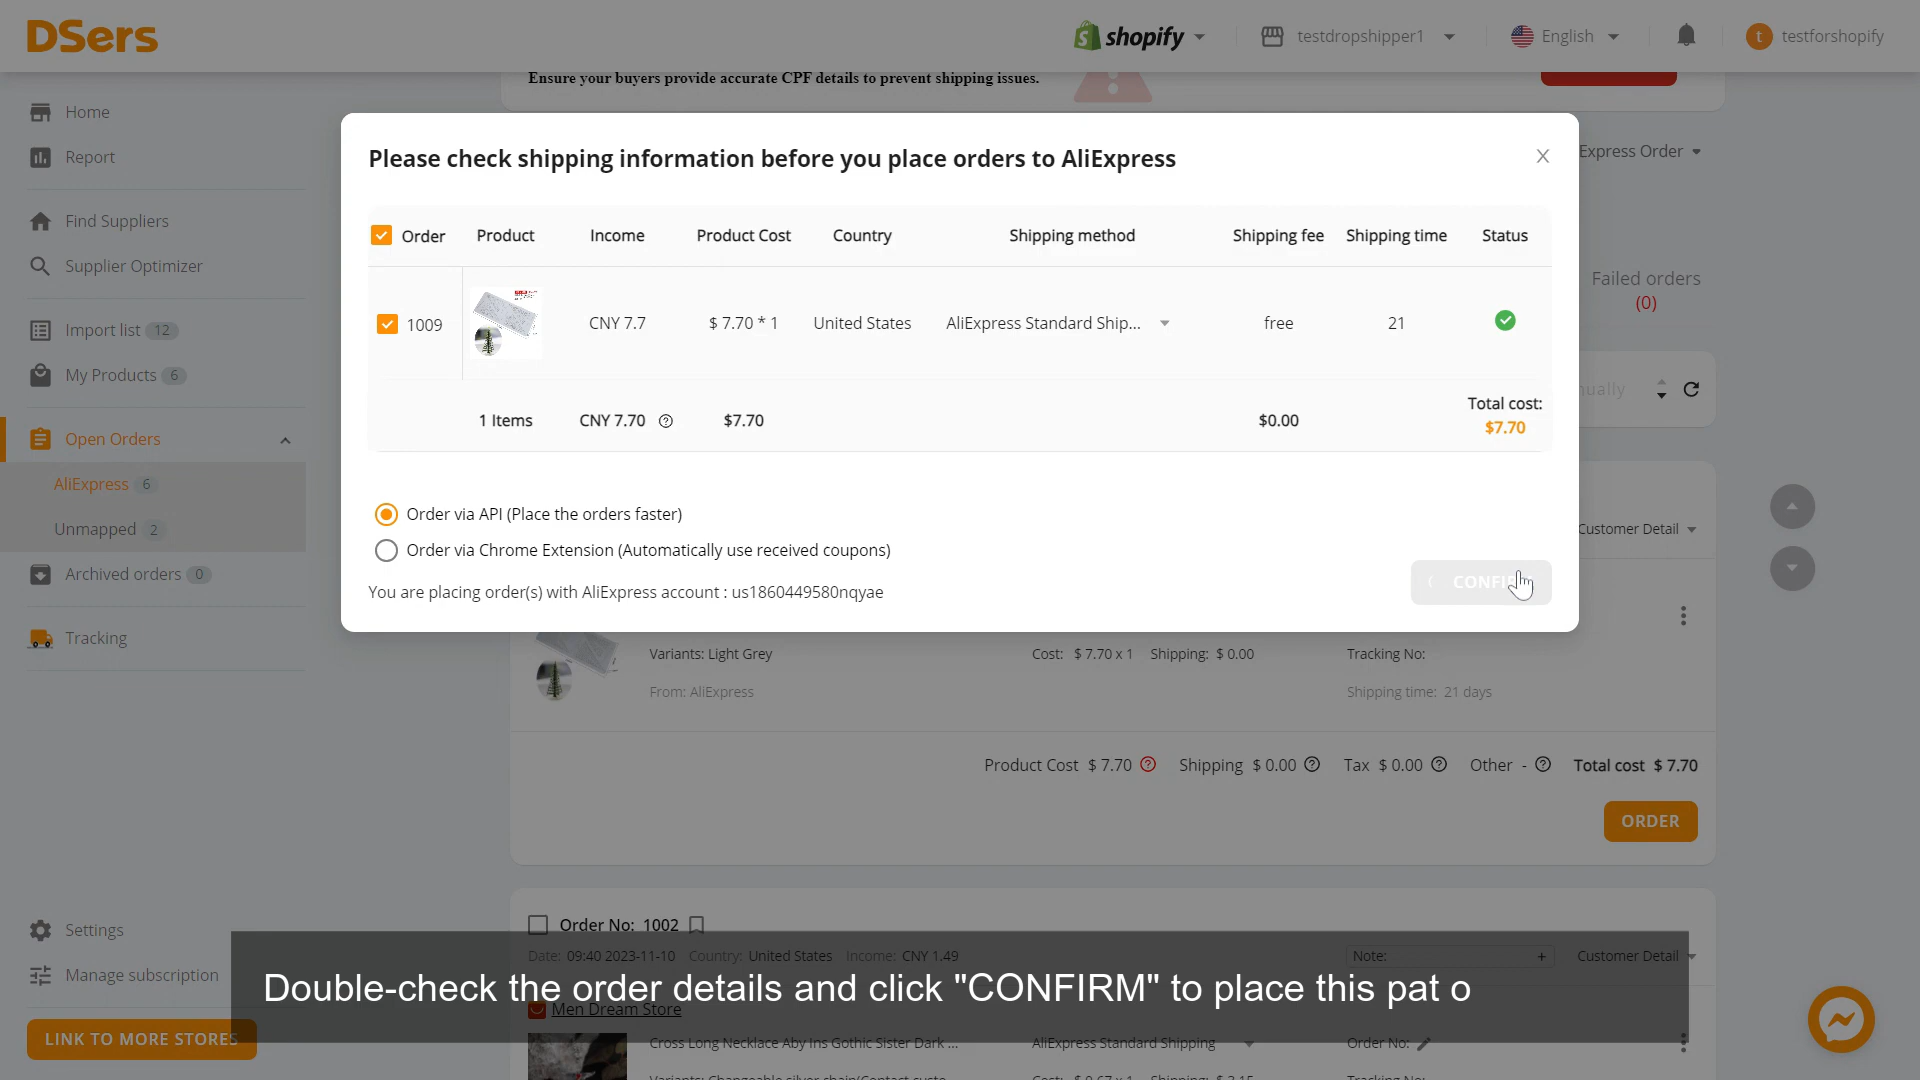 DSers
shopify
testdropshipper1
English
t
testforshopify
Ensure your buyers provide accurate CPF details to prevent shipping issues.
Home
Report
Find Suppliers
Supplier Optimizer
Import list 12
My Products 6
Open Orders
AliExpress 6
Unmapped 2
Archived orders 0
Tracking
Settings
Manage subscription
LINK TO MORE STORES
Please check shipping information before you place orders to AliExpress
Order Product Income Product Cost Country Shipping method Shipping fee Shipping time Status
1009 CNY 7.7 $ 7.70 * 1 United States AliExpress Standard Ship... free 21
1 Items CNY 7.70 $7.70 $0.00 Total cost:
$7.70
Order via API (Place the orders faster)
Order via Chrome Extension (Automatically use received coupons)
You are placing order(s) with AliExpress account : us1860449580nqyae
Express Order
Failed orders
(0)
Customer Detail
Variants: Light Grey Cost: $ 7.70 x 1 Shipping: $ 0.00 Tracking No:
From: AliExpress Shipping time: 21 days
Product Cost $ 7.70 Shipping $ 0.00 Tax $ 0.00 Other - Total cost $ 7.70
ORDER
Order No: 1002
Date: 09:40 2023-11-10 Country: United States Income: CNY 1.49 Note: + Customer Detail
Double-check the order details and click "CONFIRM" to place this pat o
Men Dream Store
Cross Long Necklace Aby Ins Gothic Sister Dark ... AliExpress Standard Shipping Order No: